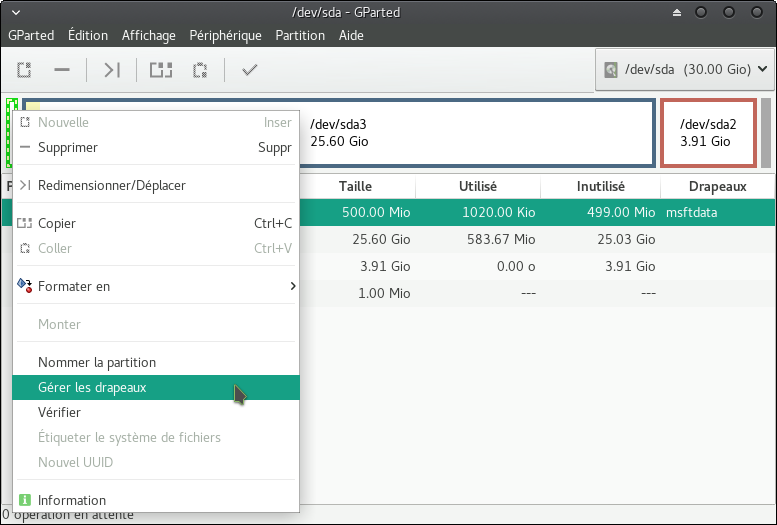 /dev/sda - GParted
GParted Édition Affichage Périphérique Partition Aide
/dev/sda (30.00 Gio)
/dev/sda3
25.60 Gio
/dev/sda2
3.91 Gio
Taille Utilisé Inutilisé Drapeaux
500.00 Mio 1020.00 Kio 499.00 Mio msftdata
25.60 Gio 583.67 Mio 25.03 Gio
3.91 Gio 0.00 o 3.91 Gio
1.00 Mio --- ---
Nouvelle Inser
Supprimer Suppr
Redimensionner/Déplacer
Copier Ctrl+C
Coller Ctrl+V
Formater en
Monter
Nommer la partition
Gérer les drapeaux
Vérifier
Étiqueter le système de fichiers
Nouvel UUID
Information
0 opération en attente